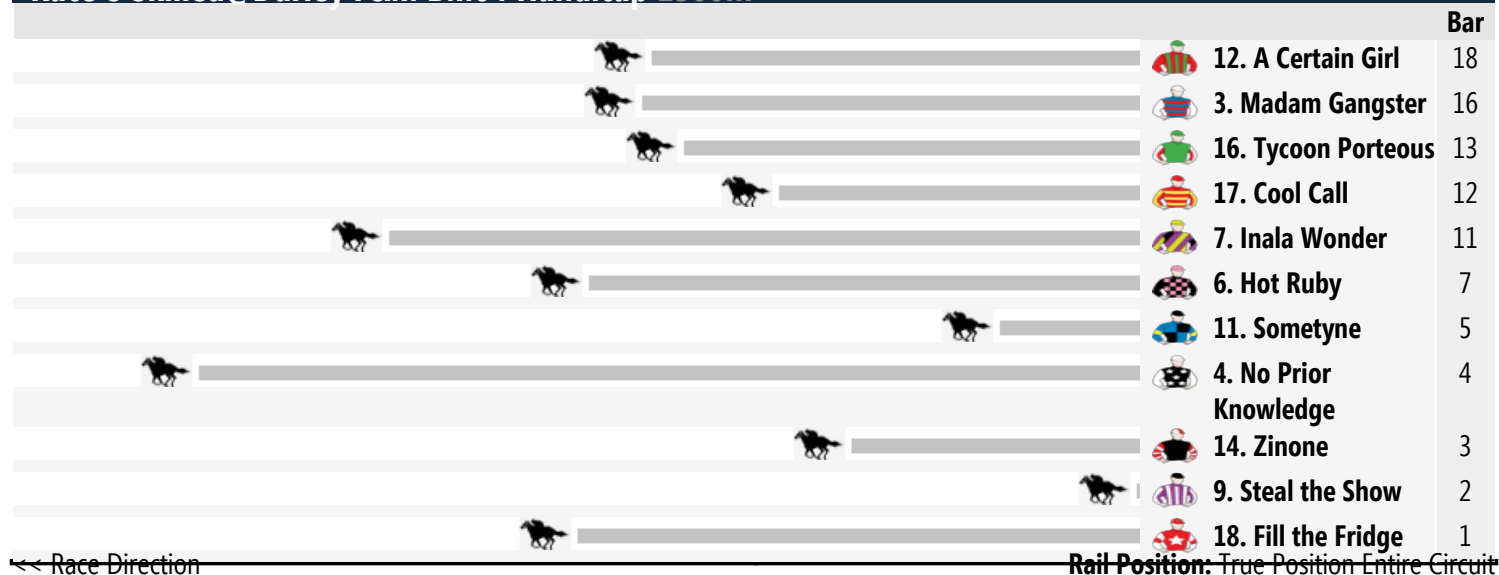 Bar
12. A Certain Girl 18
3. Madam Gangster 16
16. Tycoon Porteous 13
17. Cool Call 12
7. Inala Wonder 11
6. Hot Ruby 7
11. Sometyne 5
4. No Prior 4
Knowledge
14. Zinone 3
9. Steal the Show 2
18. Fill the Fridge 1
<< Race Direction Rail Position: True Position Entire Circuit